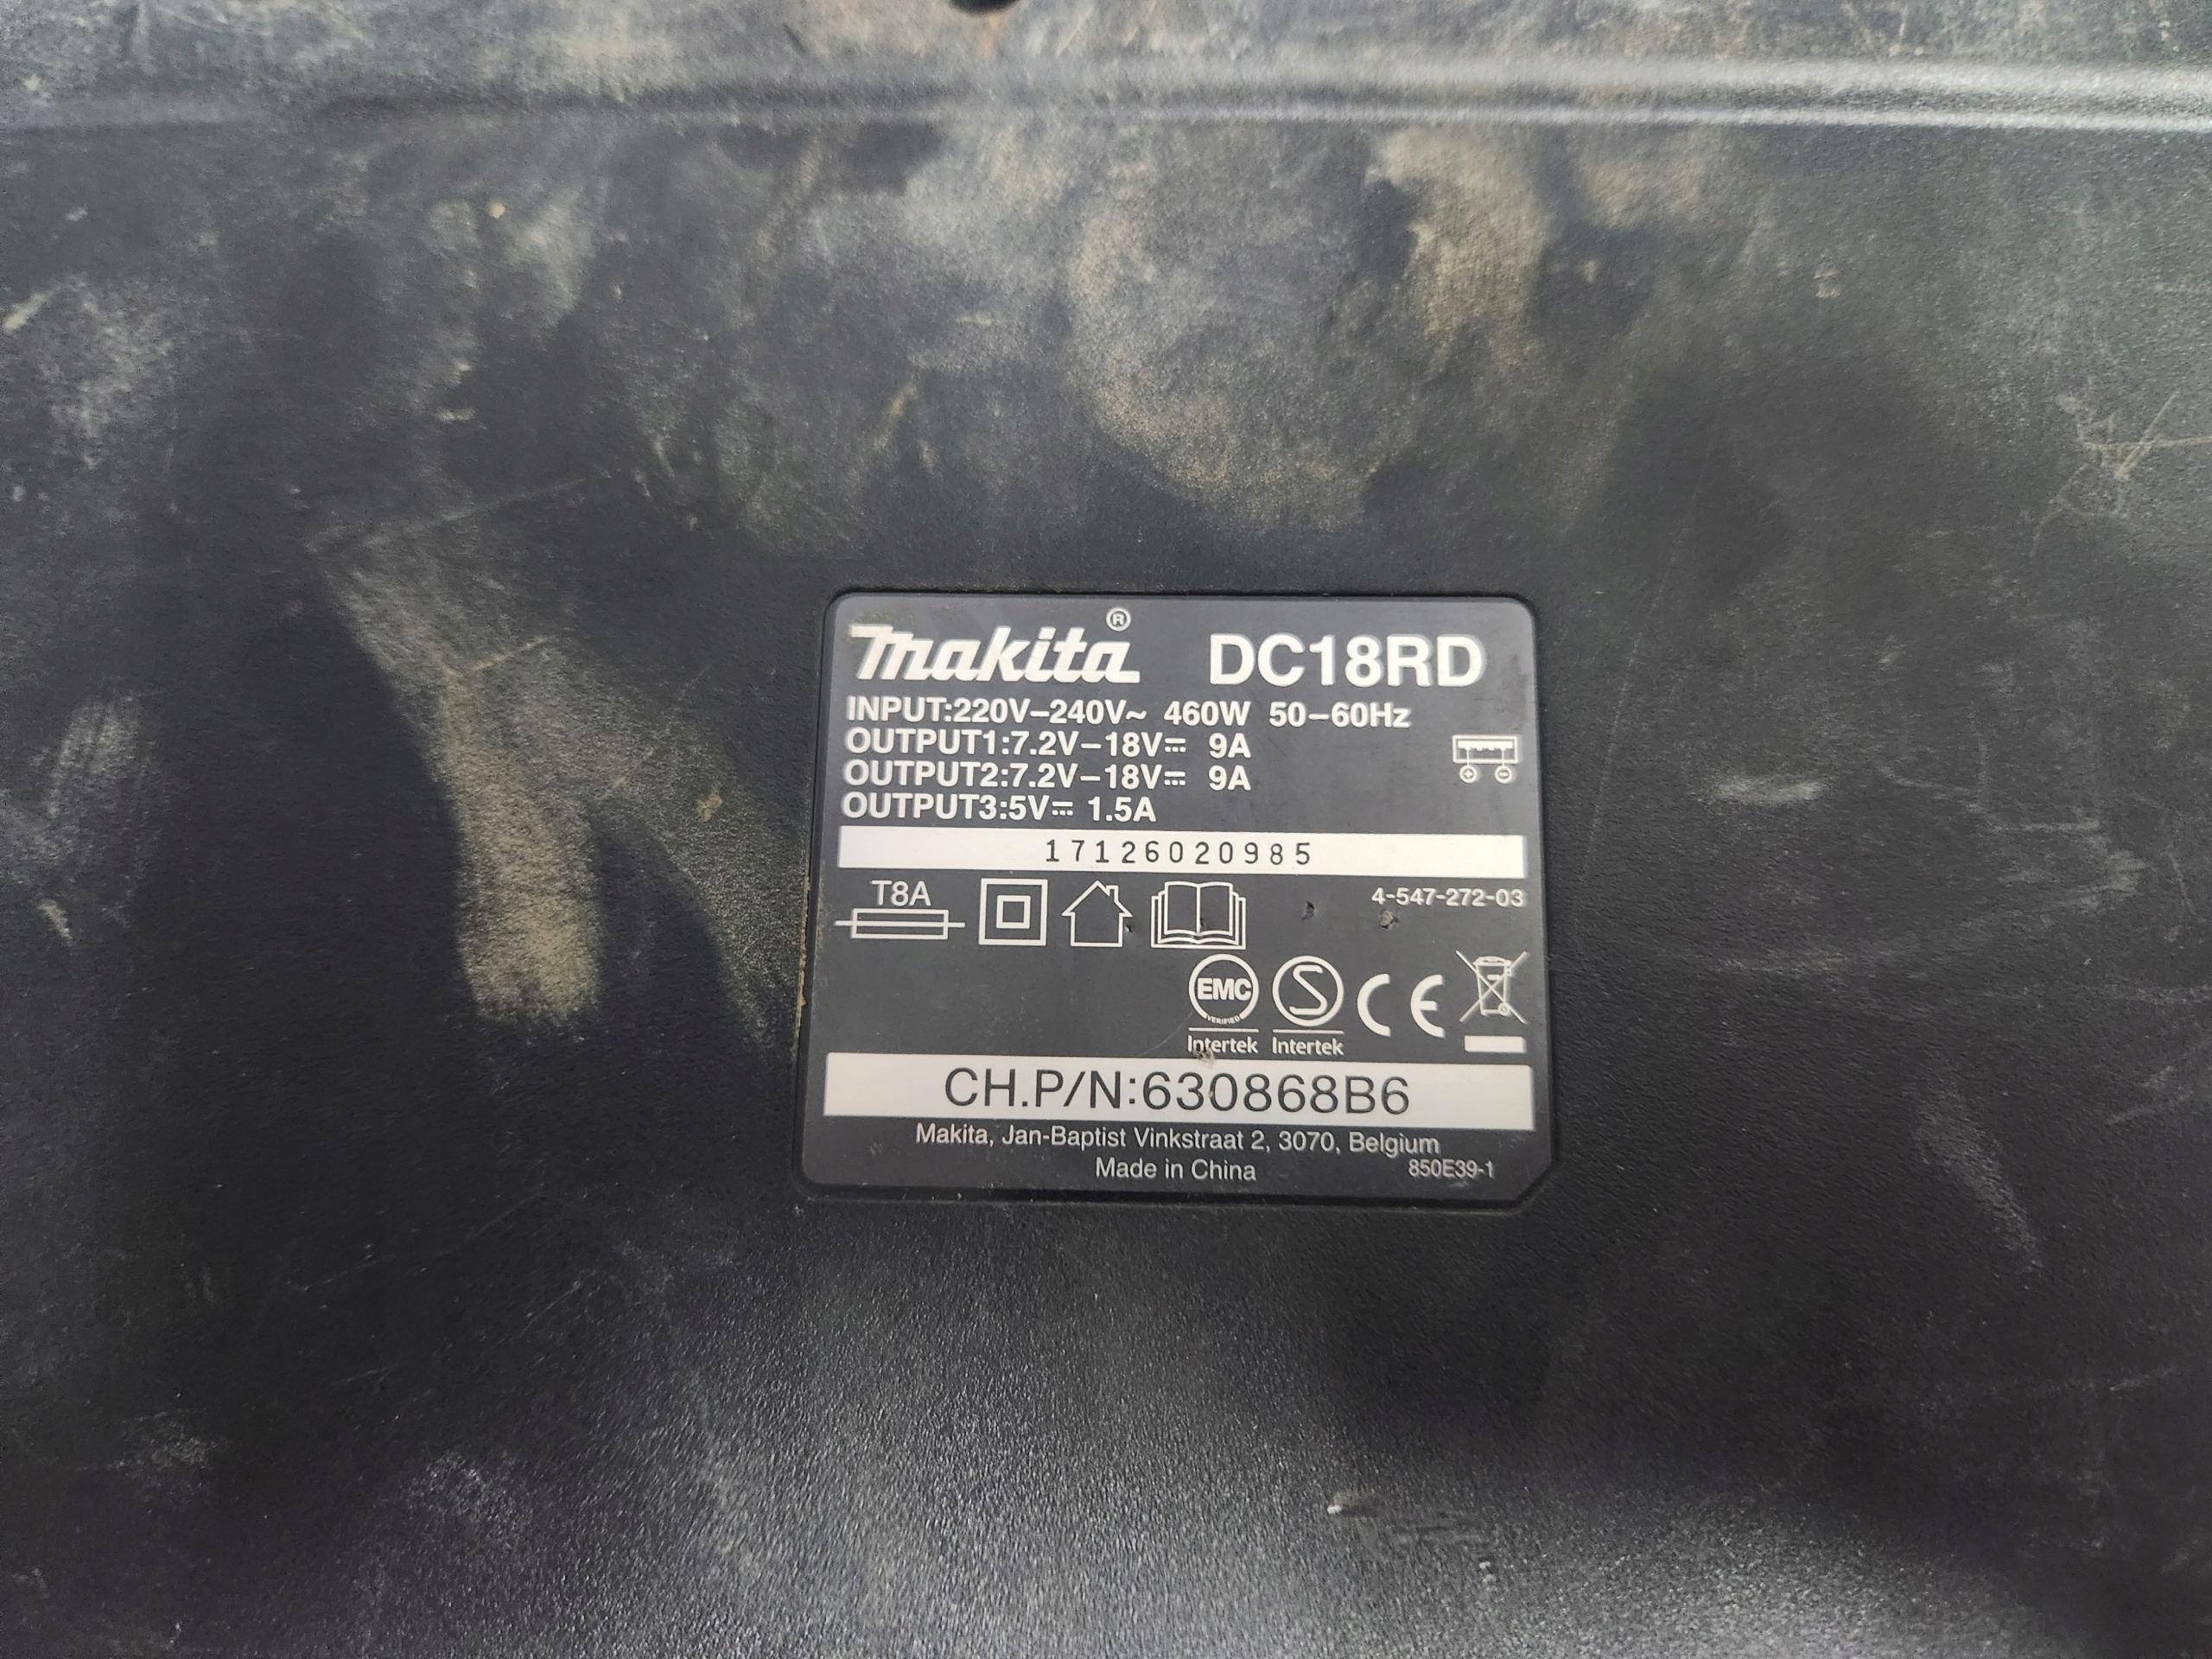 makita® DC18RD
INPUT:220V–240V~ 460W 50–60Hz
OUTPUT1:7.2V–18V⎓ 9A
OUTPUT2:7.2V–18V⎓ 9A
OUTPUT3:5V⎓ 1.5A
17126020985
T8A
4-547-272-03
EMC
VERIFIED
Intertek
S
Intertek
CE
CH.P/N:630868B6
Makita, Jan-Baptist Vinkstraat 2, 3070, Belgium
Made in China 850E39-1